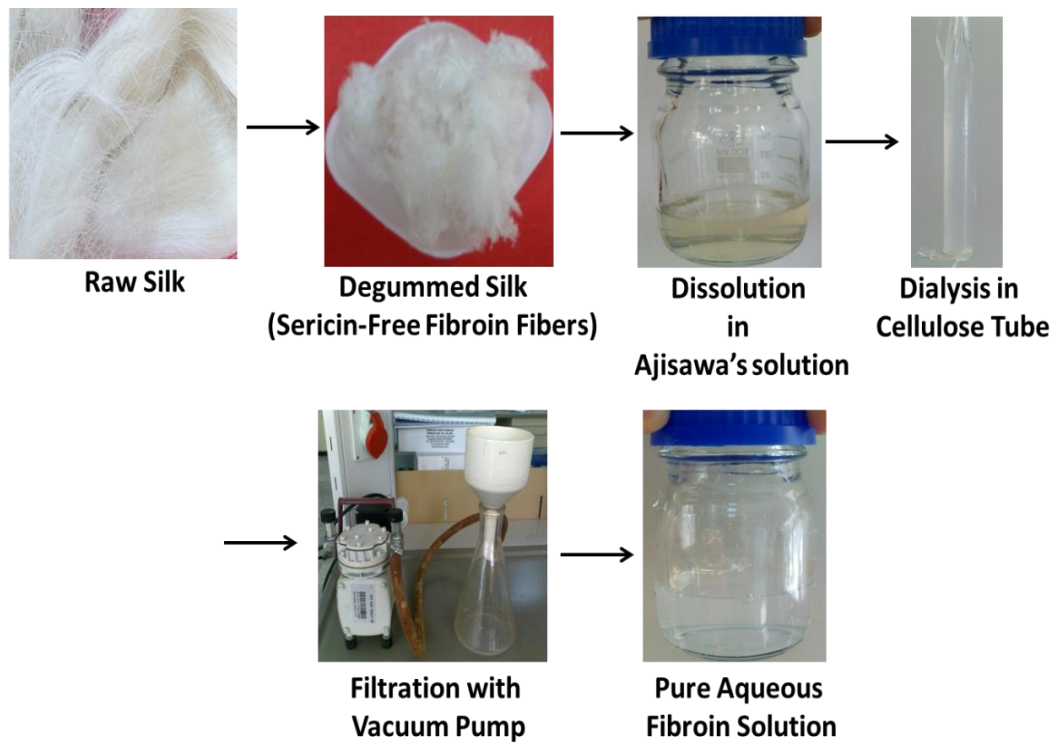 Raw Silk
Degummed Silk
(Sericin-Free Fibroin Fibers)
Dissolution
in
Ajisawa's solution
Dialysis in
Cellulose Tube
Filtration with
Vacuum Pump
Pure Aqueous
Fibroin Solution